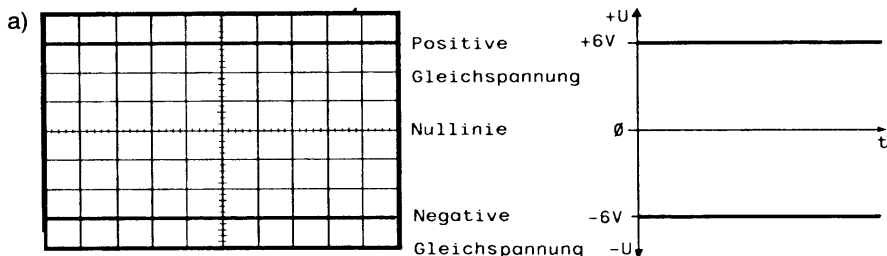 a)
Positive
Gleichspannung
Nullinie
Negative
Gleichspannung
+U
+6V
Ø
t
-6V
-U